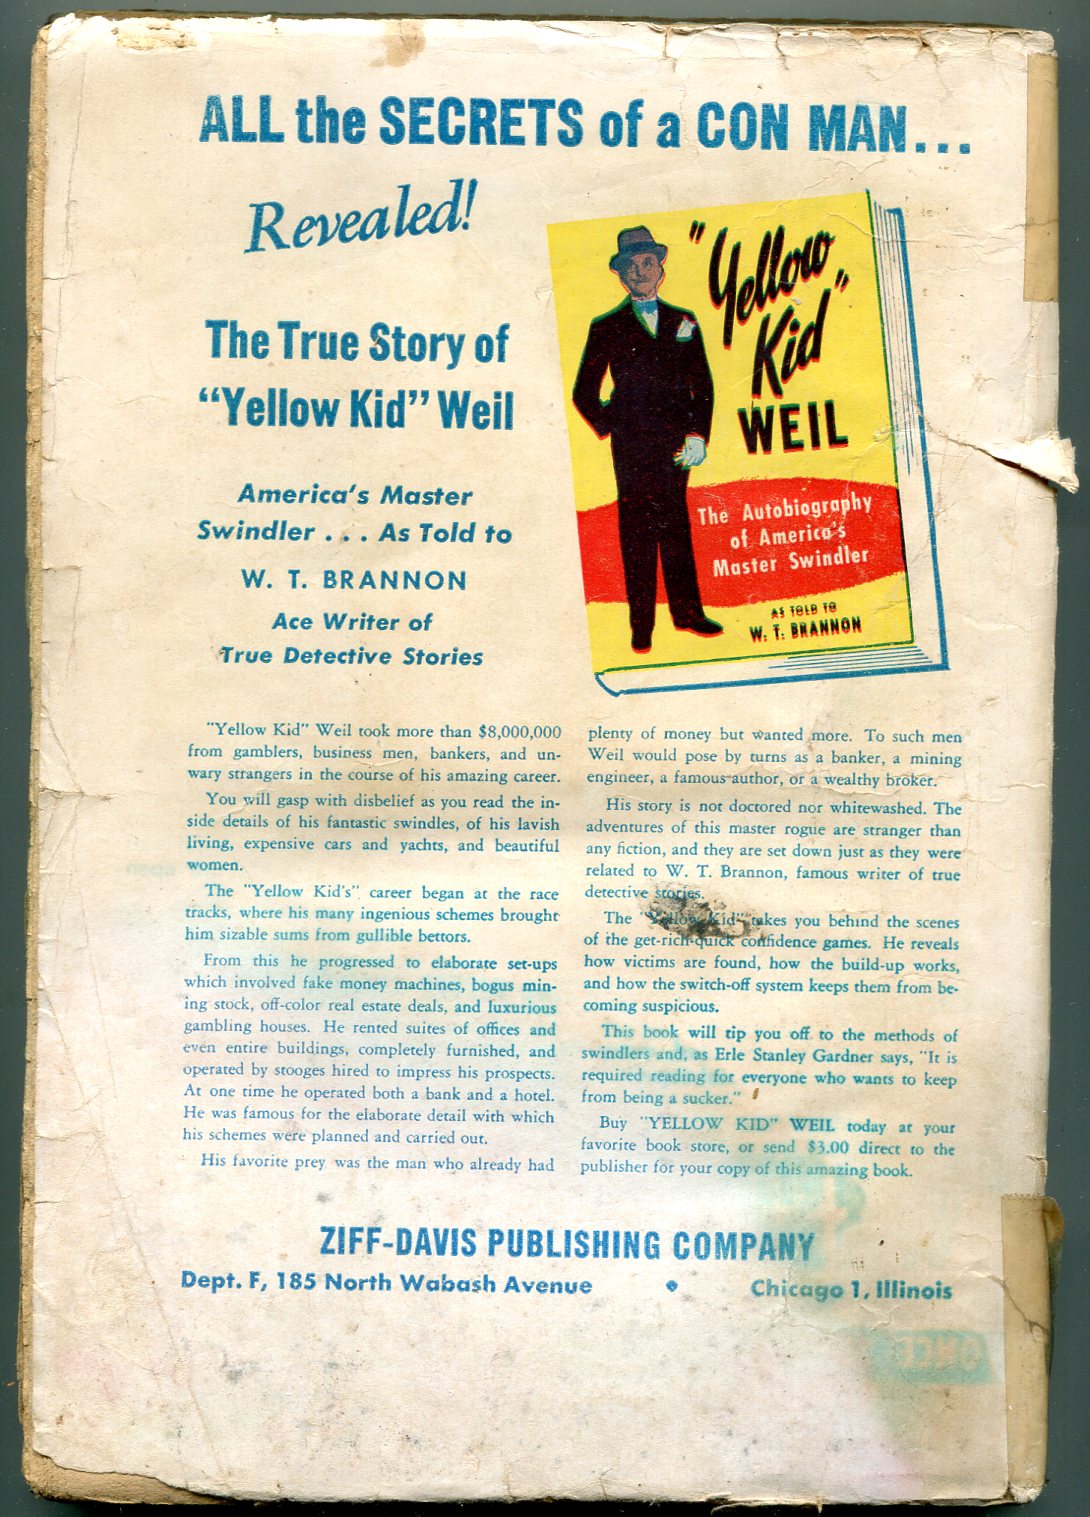 ALL the SECRETS of a CON MAN...
Revealed!
The True Story of
"Yellow Kid" Weil
America's Master
Swindler . . . As Told to
W. T. BRANNON
Ace Writer of
True Detective Stories
"Yellow
Kid"
WEIL
The Autobiography
of America's
Master Swindler
AS TOLD TO
W. T. BRANNON
"Yellow Kid" Weil took more than $8,000,000
from gamblers, business men, bankers, and un-
wary strangers in the course of his amazing career.
You will gasp with disbelief as you read the in-
side details of his fantastic swindles, of his lavish
living, expensive cars and yachts, and beautiful
women.
The "Yellow Kid's" career began at the race
tracks, where his many ingenious schemes brought
him sizable sums from gullible bettors.
From this he progressed to elaborate set-ups
which involved fake money machines, bogus min-
ing stock, off-color real estate deals, and luxurious
gambling houses. He rented suites of offices and
even entire buildings, completely furnished, and
operated by stooges hired to impress his prospects.
At one time he operated both a bank and a hotel.
He was famous for the elaborate detail with which
his schemes were planned and carried out.
His favorite prey was the man who already had
plenty of money but wanted more. To such men
Weil would pose by turns as a banker, a mining
engineer, a famous author, or a wealthy broker.
His story is not doctored nor whitewashed. The
adventures of this master rogue are stranger than
any fiction, and they are set down just as they were
related to W. T. Brannon, famous writer of true
detective stories.
The "Yellow Kid" takes you behind the scenes
of the get-rich-quick confidence games. He reveals
how victims are found, how the build-up works,
and how the switch-off system keeps them from be-
coming suspicious.
This book will tip you off to the methods of
swindlers and, as Erle Stanley Gardner says, "It is
required reading for everyone who wants to keep
from being a sucker."
Buy "YELLOW KID" WEIL today at your
favorite book store, or send $3.00 direct to the
publisher for your copy of this amazing book.
ZIFF-DAVIS PUBLISHING COMPANY
Dept. F, 185 North Wabash Avenue • Chicago 1, Illinois